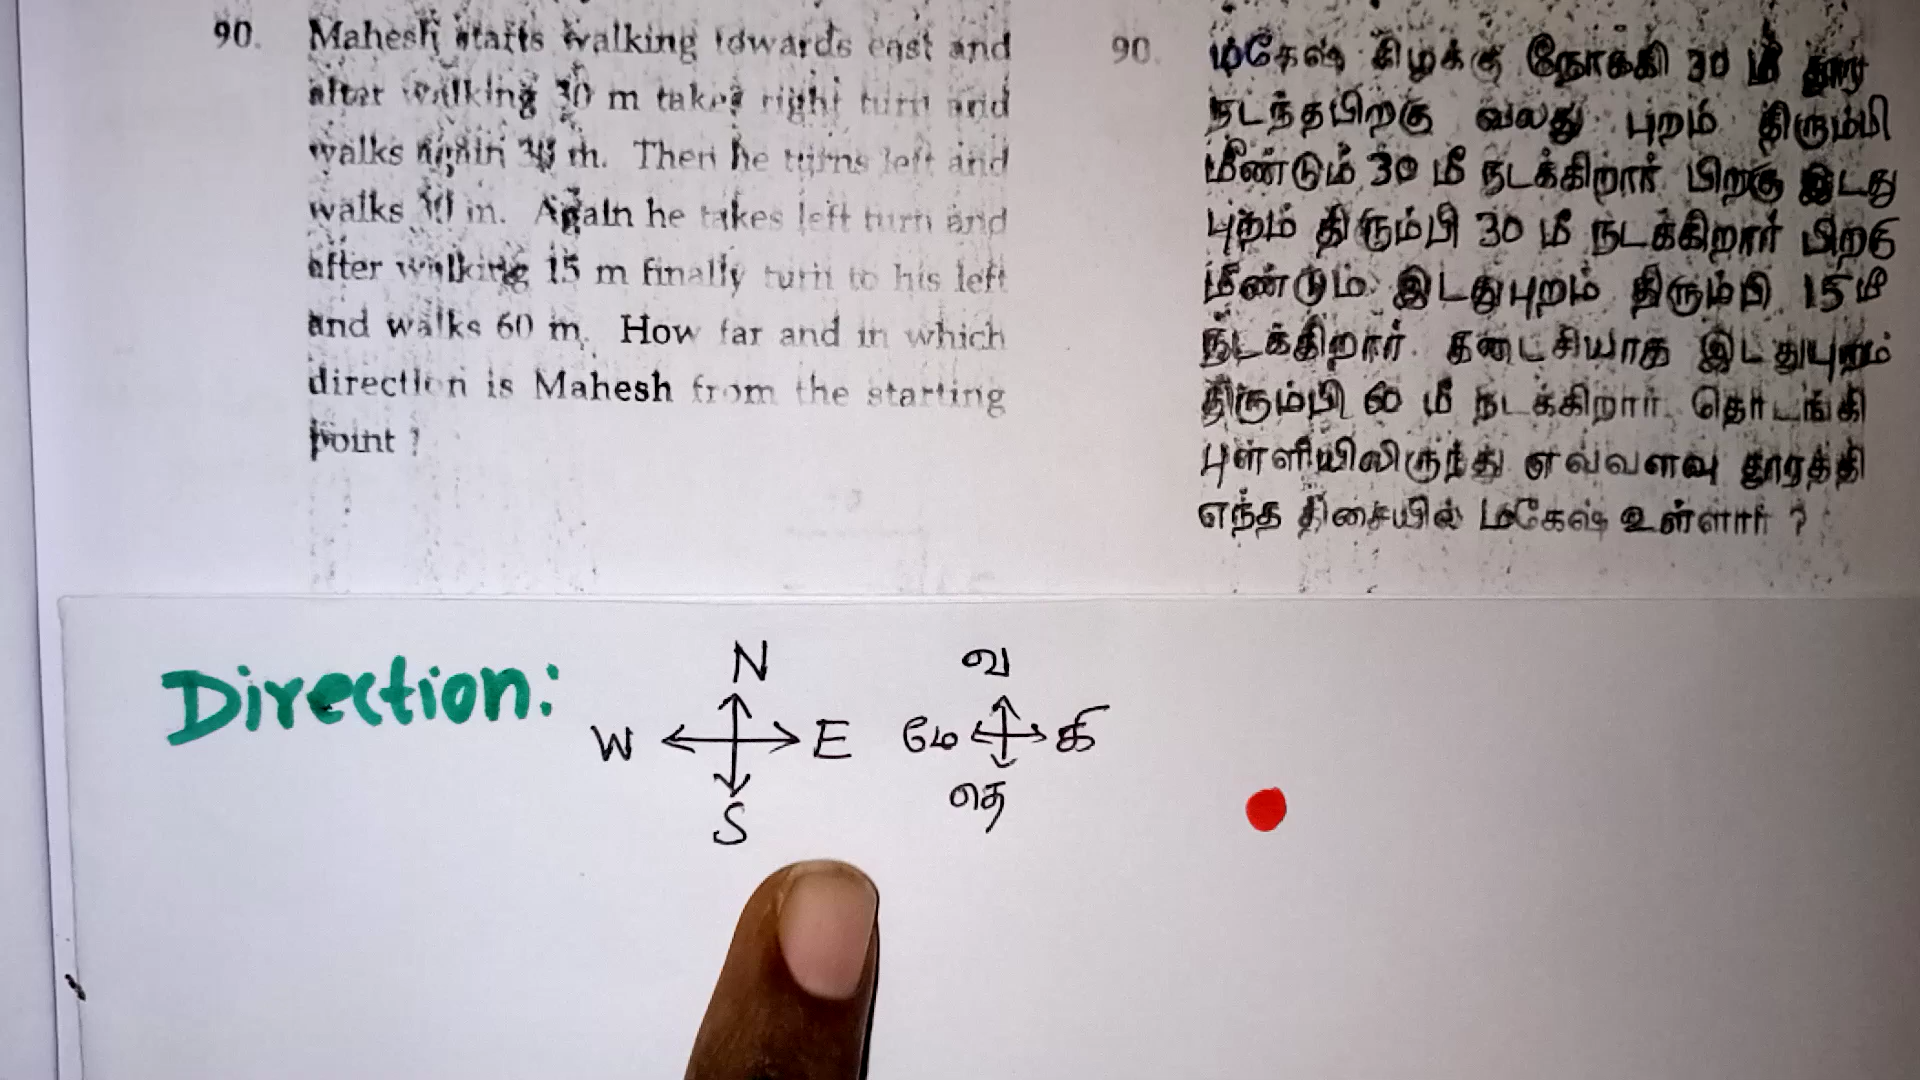 90. Mahesh starts walking towards east and
after walking 30 m takes right turn and
walks again 30 m. Then he turns left and
walks 30 m. Again he takes left turn and
after walking 15 m finally turn to his left
and walks 60 m. How far and in which
direction is Mahesh from the starting
point ?
90. மகேஷ் கிழக்கு நோக்கி 30 மீ தூர
நடந்தபிறகு வலது புறம் திரும்பி
மீண்டும் 30 மீ நடக்கிறார் பிறகு இடது
புறம் திரும்பி 30 மீ நடக்கிறார் பிறகு
மீண்டும் இடதுபுறம் திரும்பி 15 மீ
நடக்கிறார். கடைசியாக இடதுபுறம்
திரும்பி 60 மீ நடக்கிறார். தொடங்கி
புள்ளியிலிருந்து எவ்வளவு தூரத்தி
எந்த திசையில் மகேஷ் உள்ளார் ?
Direction:
N
W E
S
வ
மே கி
தெ